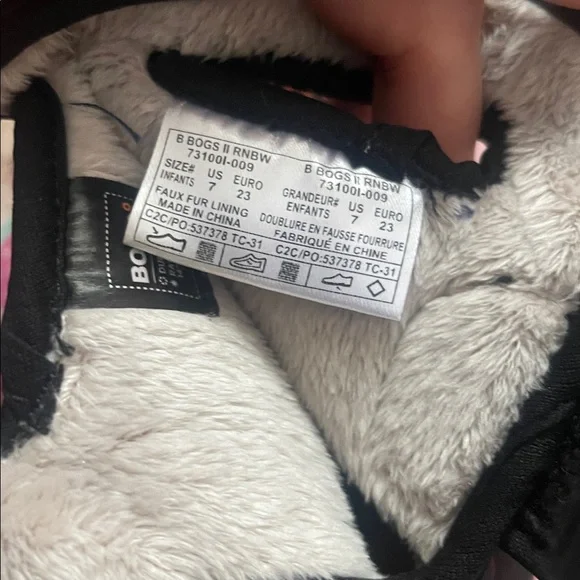 B BOGS II RNBW
73100I-009
SIZE# US EURO
INFANTS 7 23
FAUX FUR LINING
MADE IN CHINA
C2C/PO:537378 TC-31
B BOGS II RNBW
73100I-009
GRANDEUR# US EURO
ENFANTS 7 23
DOUBLURE EN FAUSSE FOURRURE
FABRIQUÉ EN CHINE
C2C/PO:537378 TC-31
BO